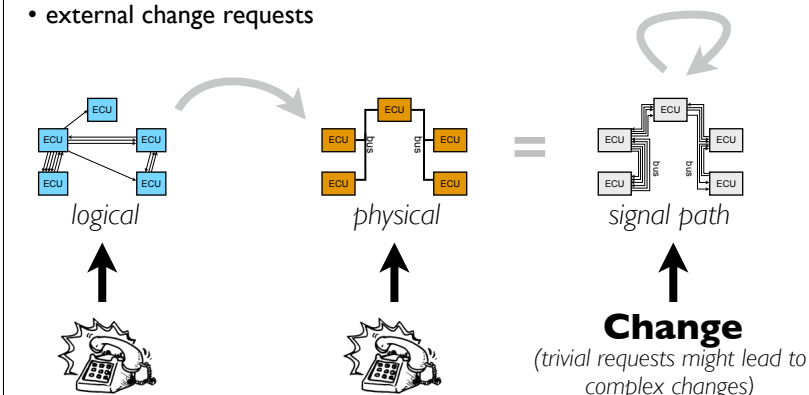 • external change requests
ECU
ECU
ECU
ECU
ECU
logical
ECU
ECU
bus
ECU
ECU
ECU
physical
=
ECU
ECU
ECU
bus
bus
ECU
ECU
signal path
Change
(trivial requests might lead to
complex changes)